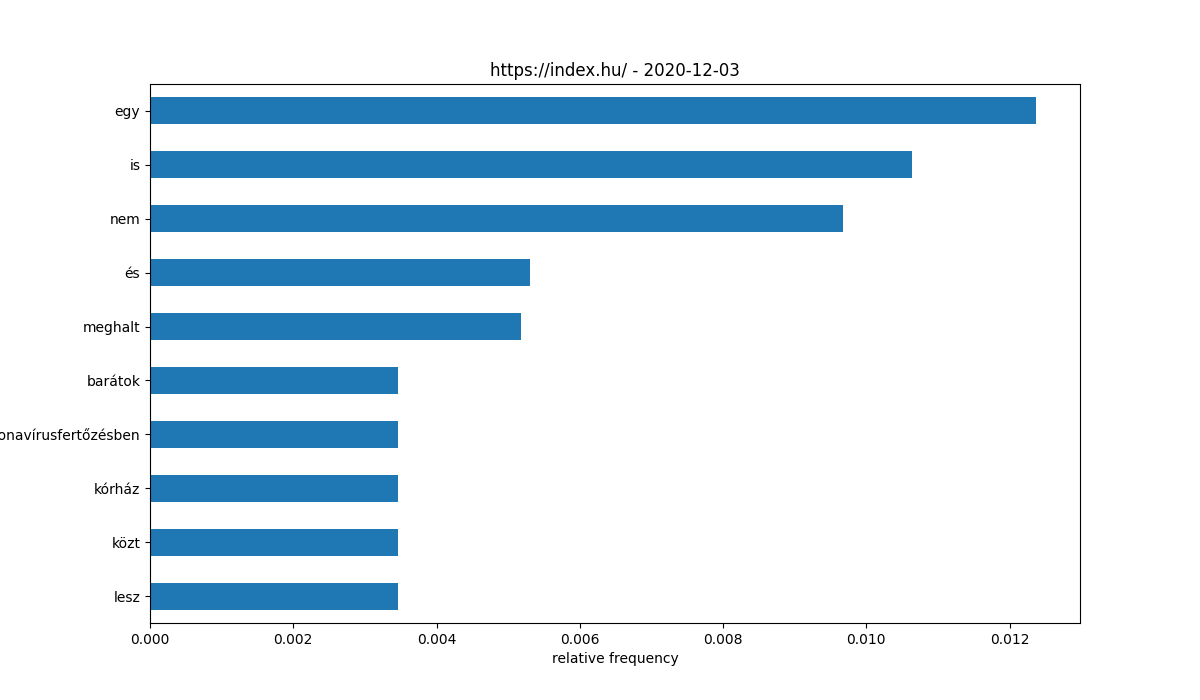 https://index.hu/ - 2020-12-03
egy
is
nem
és
meghalt
barátok
onavírusfertőzésben
kórház
közt
lesz
0.000 0.002 0.004 0.006 0.008 0.010 0.012
relative frequency